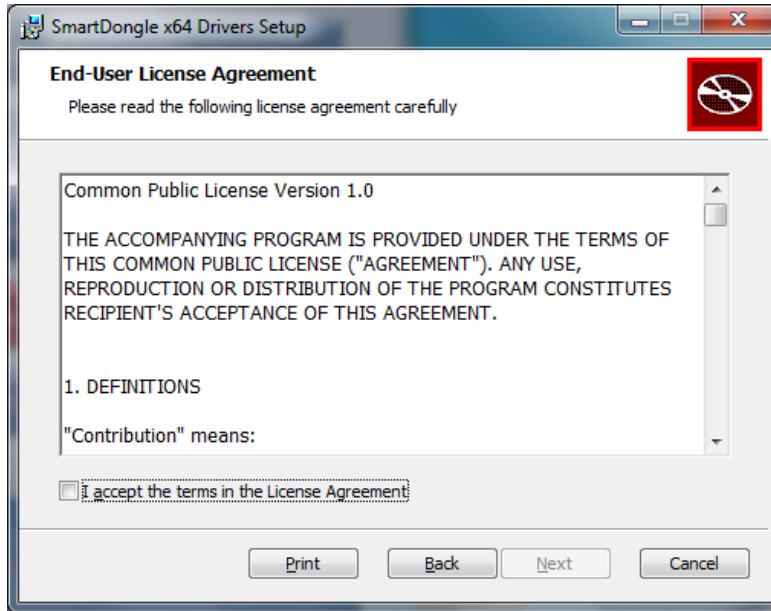 SmartDongle x64 Drivers Setup
End-User License Agreement
Please read the following license agreement carefully
Common Public License Version 1.0
THE ACCOMPANYING PROGRAM IS PROVIDED UNDER THE TERMS OF
THIS COMMON PUBLIC LICENSE ("AGREEMENT"). ANY USE,
REPRODUCTION OR DISTRIBUTION OF THE PROGRAM CONSTITUTES
RECIPIENT'S ACCEPTANCE OF THIS AGREEMENT.
1. DEFINITIONS
"Contribution" means:
I accept the terms in the License Agreement
Print Back Next Cancel